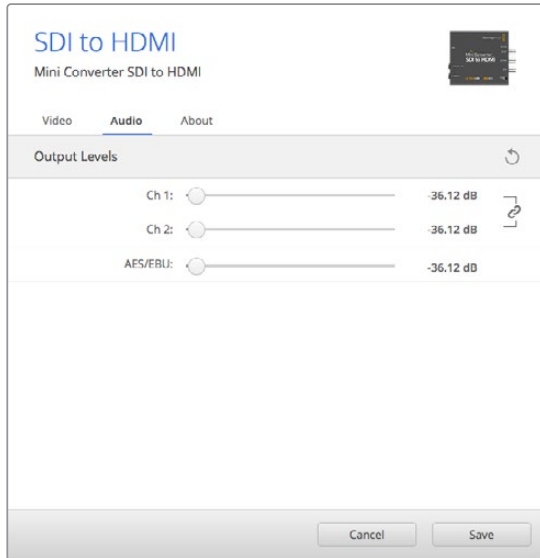 SDI to HDMI
Mini Converter SDI to HDMI
Video Audio About
Output Levels
Ch 1: -36.12 dB
Ch 2: -36.12 dB
AES/EBU: -36.12 dB
Cancel Save